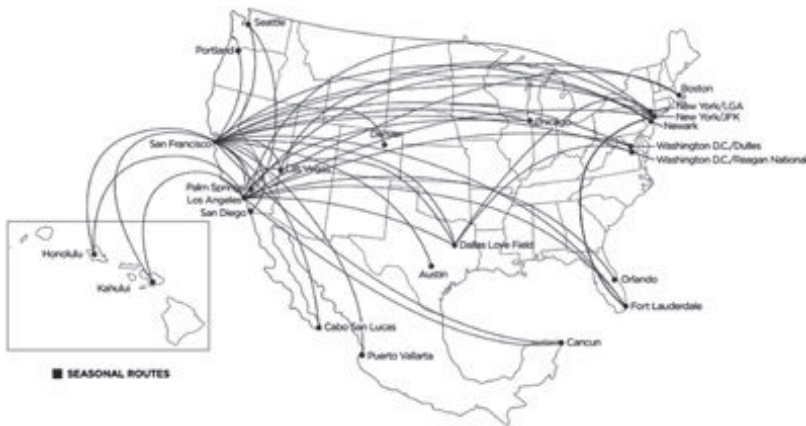 Seattle
Portland
Boston
New York/LGA
New York/JFK
Newark
Chicago
Denver
San Francisco
Washington D.C./Dulles
Washington D.C./Reagan National
Las Vegas
Palm Springs
Los Angeles
San Diego
Dallas Love Field
Honolulu
Austin
Orlando
Kahului
Fort Lauderdale
Cabo San Lucas
Cancun
Puerto Vallarta
SEASONAL ROUTES